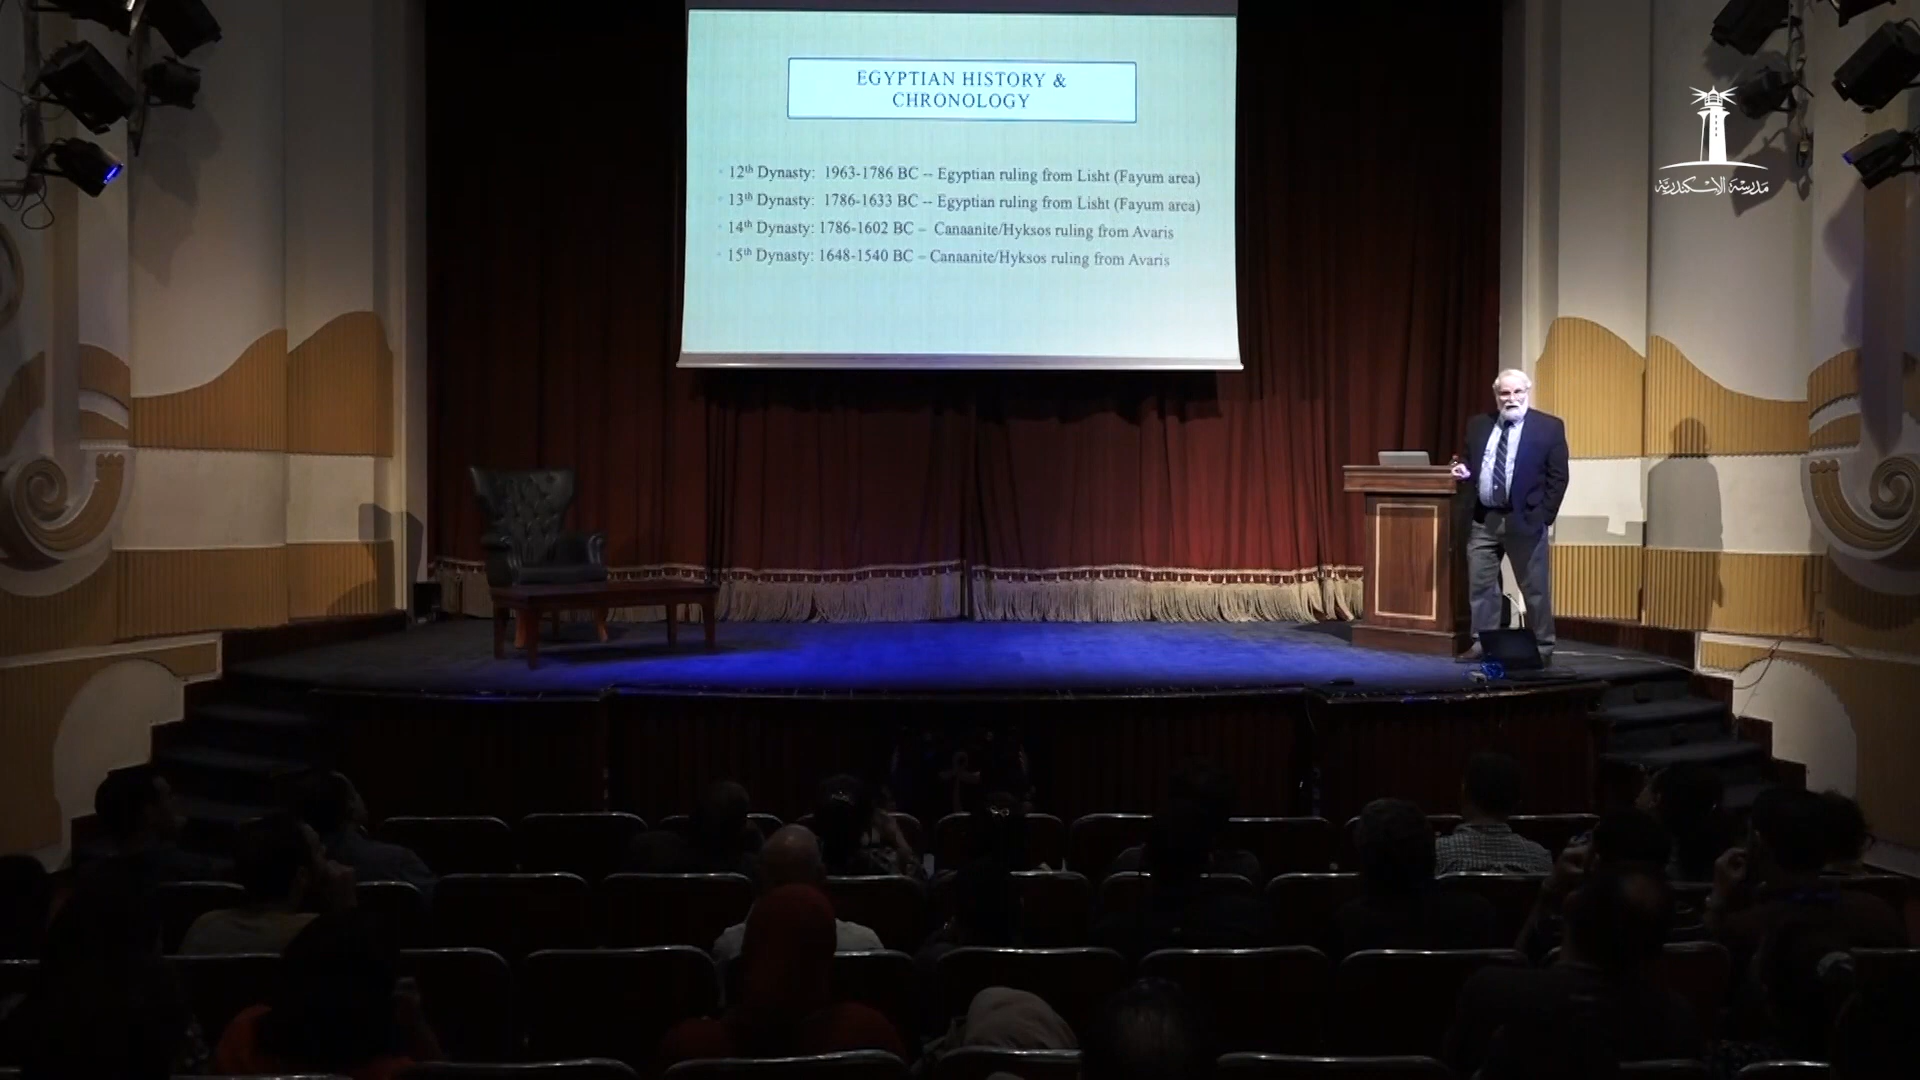 EGYPTIAN HISTORY &
CHRONOLOGY
12th Dynasty: 1963-1786 BC -- Egyptian ruling from Lisht (Fayum area)
13th Dynasty: 1786-1633 BC -- Egyptian ruling from Lisht (Fayum area)
14th Dynasty: 1786-1602 BC – Canaanite/Hyksos ruling from Avaris
15th Dynasty: 1648-1540 BC – Canaanite/Hyksos ruling from Avaris
مدرسة الإسكندرية